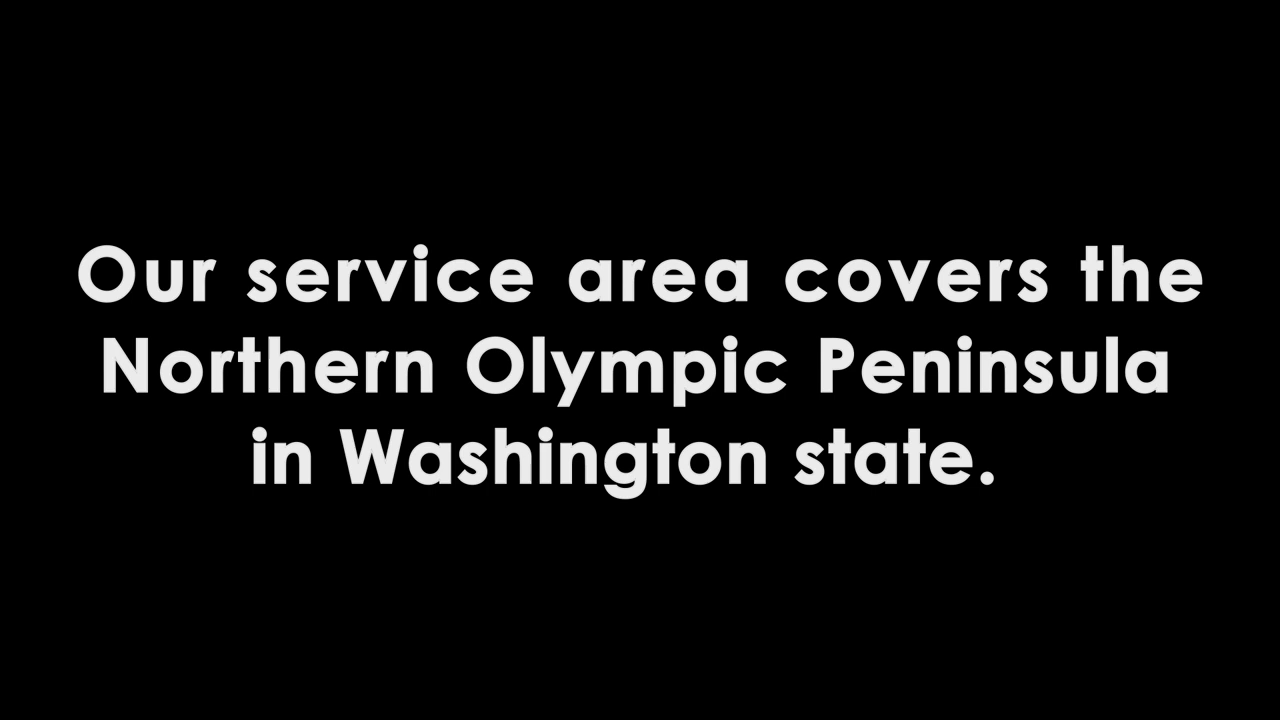 Our service area covers the
Northern Olympic Peninsula
in Washington state.